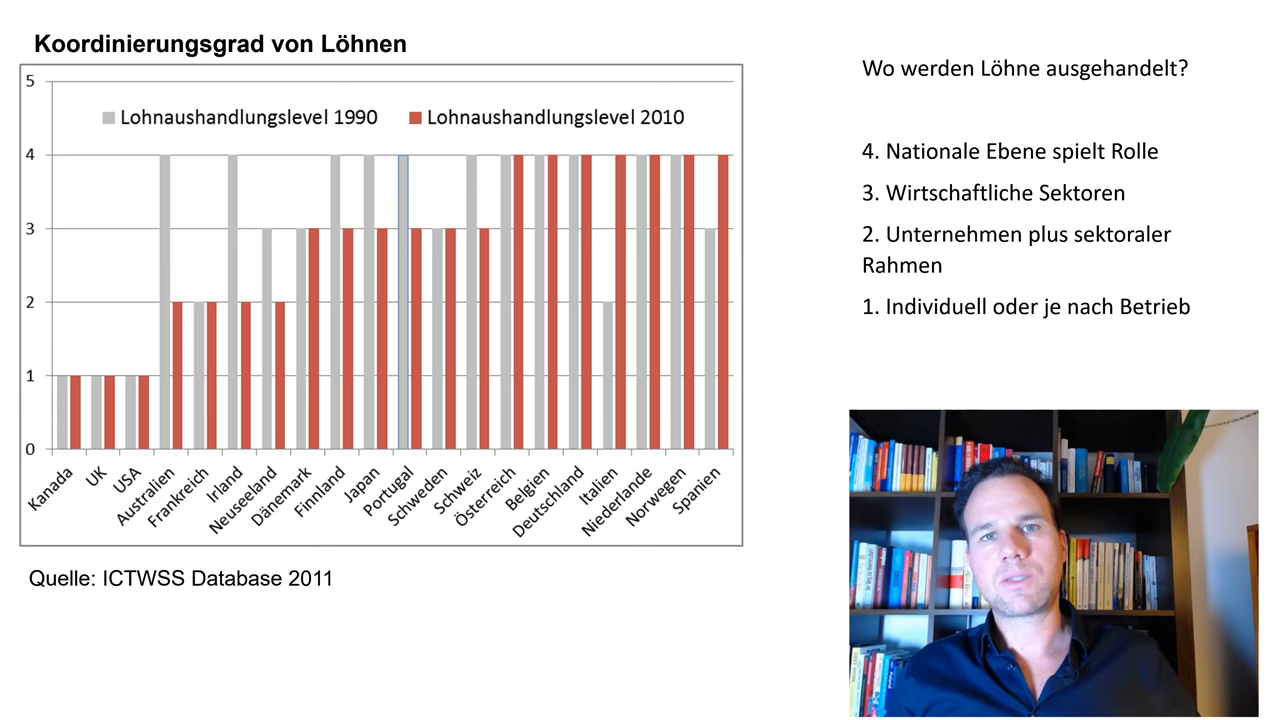 Koordinierungsgrad von Löhnen
5
4
3
2
1
0
Lohnaushandlungslevel 1990
Lohnaushandlungslevel 2010
Kanada
UK
USA
Australien
Frankreich
Irland
Neuseeland
Dänemark
Finnland
Japan
Portugal
Schweden
Schweiz
Österreich
Belgien
Deutschland
Italien
Niederlande
Norwegen
Spanien
Quelle: ICTWSS Database 2011
Wo werden Löhne ausgehandelt?
4. Nationale Ebene spielt Rolle
3. Wirtschaftliche Sektoren
2. Unternehmen plus sektoraler
Rahmen
1. Individuell oder je nach Betrieb